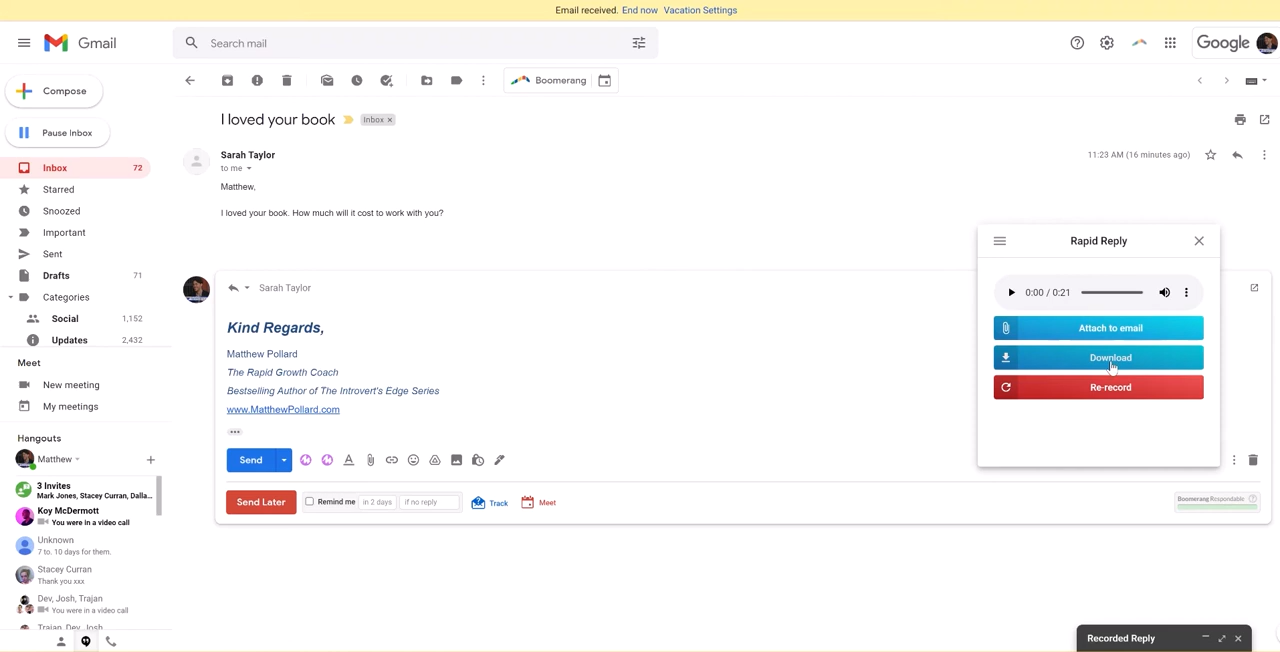 Email received. End now Vacation Settings
Gmail
Search mail
Google
Compose
Boomerang
Pause Inbox
I loved your book Inbox ×
Inbox 72
Starred
Snoozed
Important
Sent
Drafts 71
Categories
Social 1,152
Updates 2,432
Meet
New meeting
My meetings
Hangouts
Matthew
3 Invites
Mark Jones, Stacey Curran, Dalla...
Koy McDermott
You were in a video call
Unknown
7 to. 10 days for them.
Stacey Curran
Thank you xxx
Dev, Josh, Trajan
You were in a video call
Trajan, Dev, Josh
Sarah Taylor 11:23 AM (16 minutes ago)
to me
Matthew,
I loved your book. How much will it cost to work with you?
Sarah Taylor
Kind Regards,
Matthew Pollard
The Rapid Growth Coach
Bestselling Author of The Introvert's Edge Series
www.MatthewPollard.com
Send
Send Later Remind me in 2 days if no reply Track Meet
Boomerang Respondable
Rapid Reply
0:00 / 0:21
Attach to email
Download
Re-record
Recorded Reply